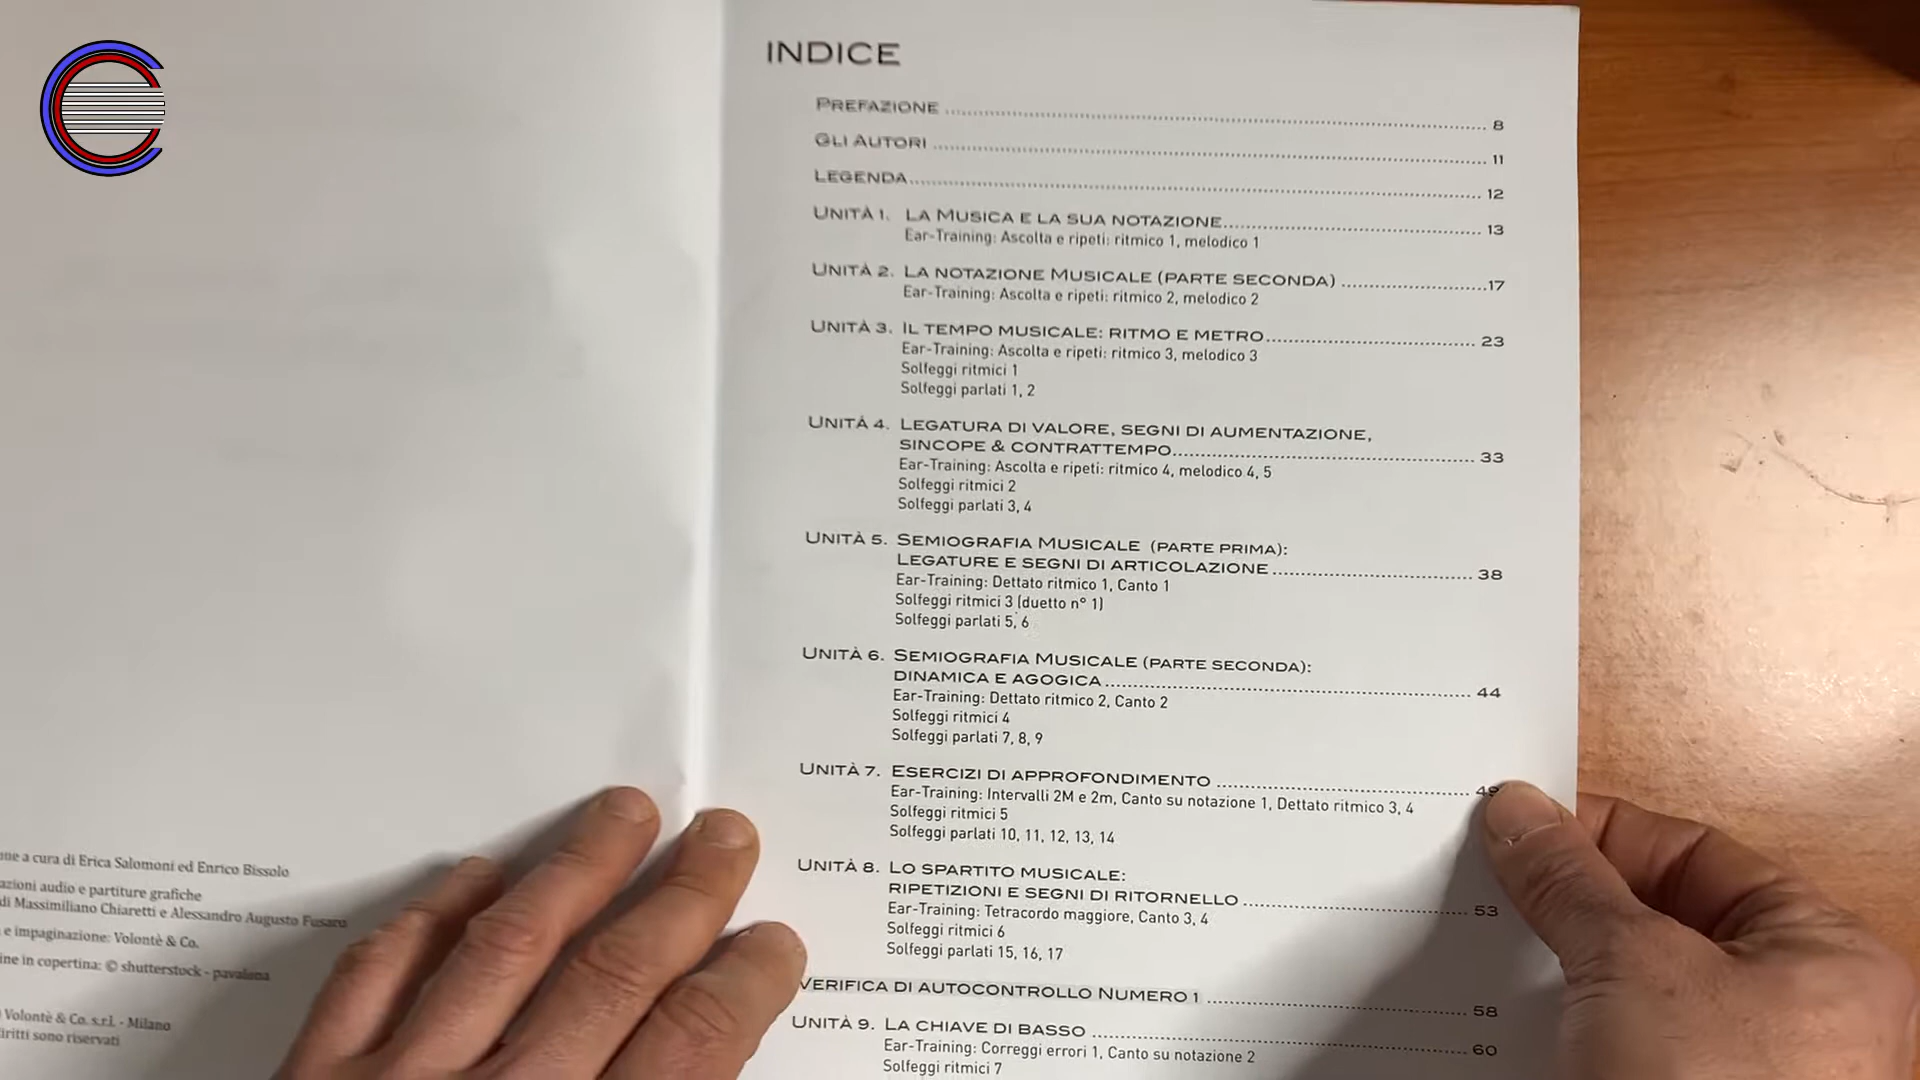 ne a cura di Erica Salomoni ed Enrico Bissolo
azioni audio e partiture grafiche
di Massimiliano Chiaretti e Alessandro Augusto Fusaro
e impaginazione: Volontè & Co.
ine in copertina: © shutterstock - pavalena
Volontè & Co. s.r.l. - Milano
iritti sono riservati
INDICE
PREFAZIONE ........ 8
GLI AUTORI ........ 11
LEGENDA ........ 12
UNITÀ 1. LA MUSICA E LA SUA NOTAZIONE ........ 13
Ear-Training: Ascolta e ripeti: ritmico 1, melodico 1
UNITÀ 2. LA NOTAZIONE MUSICALE (PARTE SECONDA) ........ 17
Ear-Training: Ascolta e ripeti: ritmico 2, melodico 2
UNITÀ 3. IL TEMPO MUSICALE: RITMO E METRO ........ 23
Ear-Training: Ascolta e ripeti: ritmico 3, melodico 3
Solfeggi ritmici 1
Solfeggi parlati 1, 2
UNITÀ 4. LEGATURA DI VALORE, SEGNI DI AUMENTAZIONE,
SINCOPE & CONTRATTEMPO ........ 33
Ear-Training: Ascolta e ripeti: ritmico 4, melodico 4, 5
Solfeggi ritmici 2
Solfeggi parlati 3, 4
UNITÀ 5. SEMIOGRAFIA MUSICALE (PARTE PRIMA):
LEGATURE E SEGNI DI ARTICOLAZIONE ........ 38
Ear-Training: Dettato ritmico 1, Canto 1
Solfeggi ritmici 3 (duetto n° 1)
Solfeggi parlati 5, 6
UNITÀ 6. SEMIOGRAFIA MUSICALE (PARTE SECONDA):
DINAMICA E AGOGICA ........ 44
Ear-Training: Dettato ritmico 2, Canto 2
Solfeggi ritmici 4
Solfeggi parlati 7, 8, 9
UNITÀ 7. ESERCIZI DI APPROFONDIMENTO ........ 49
Ear-Training: Intervalli 2M e 2m, Canto su notazione 1, Dettato ritmico 3, 4
Solfeggi ritmici 5
Solfeggi parlati 10, 11, 12, 13, 14
UNITÀ 8. LO SPARTITO MUSICALE:
RIPETIZIONI E SEGNI DI RITORNELLO ........ 53
Ear-Training: Tetracordo maggiore, Canto 3, 4
Solfeggi ritmici 6
Solfeggi parlati 15, 16, 17
VERIFICA DI AUTOCONTROLLO NUMERO 1 ........ 58
UNITÀ 9. LA CHIAVE DI BASSO ........ 60
Ear-Training: Correggi errori 1, Canto su notazione 2
Solfeggi ritmici 7